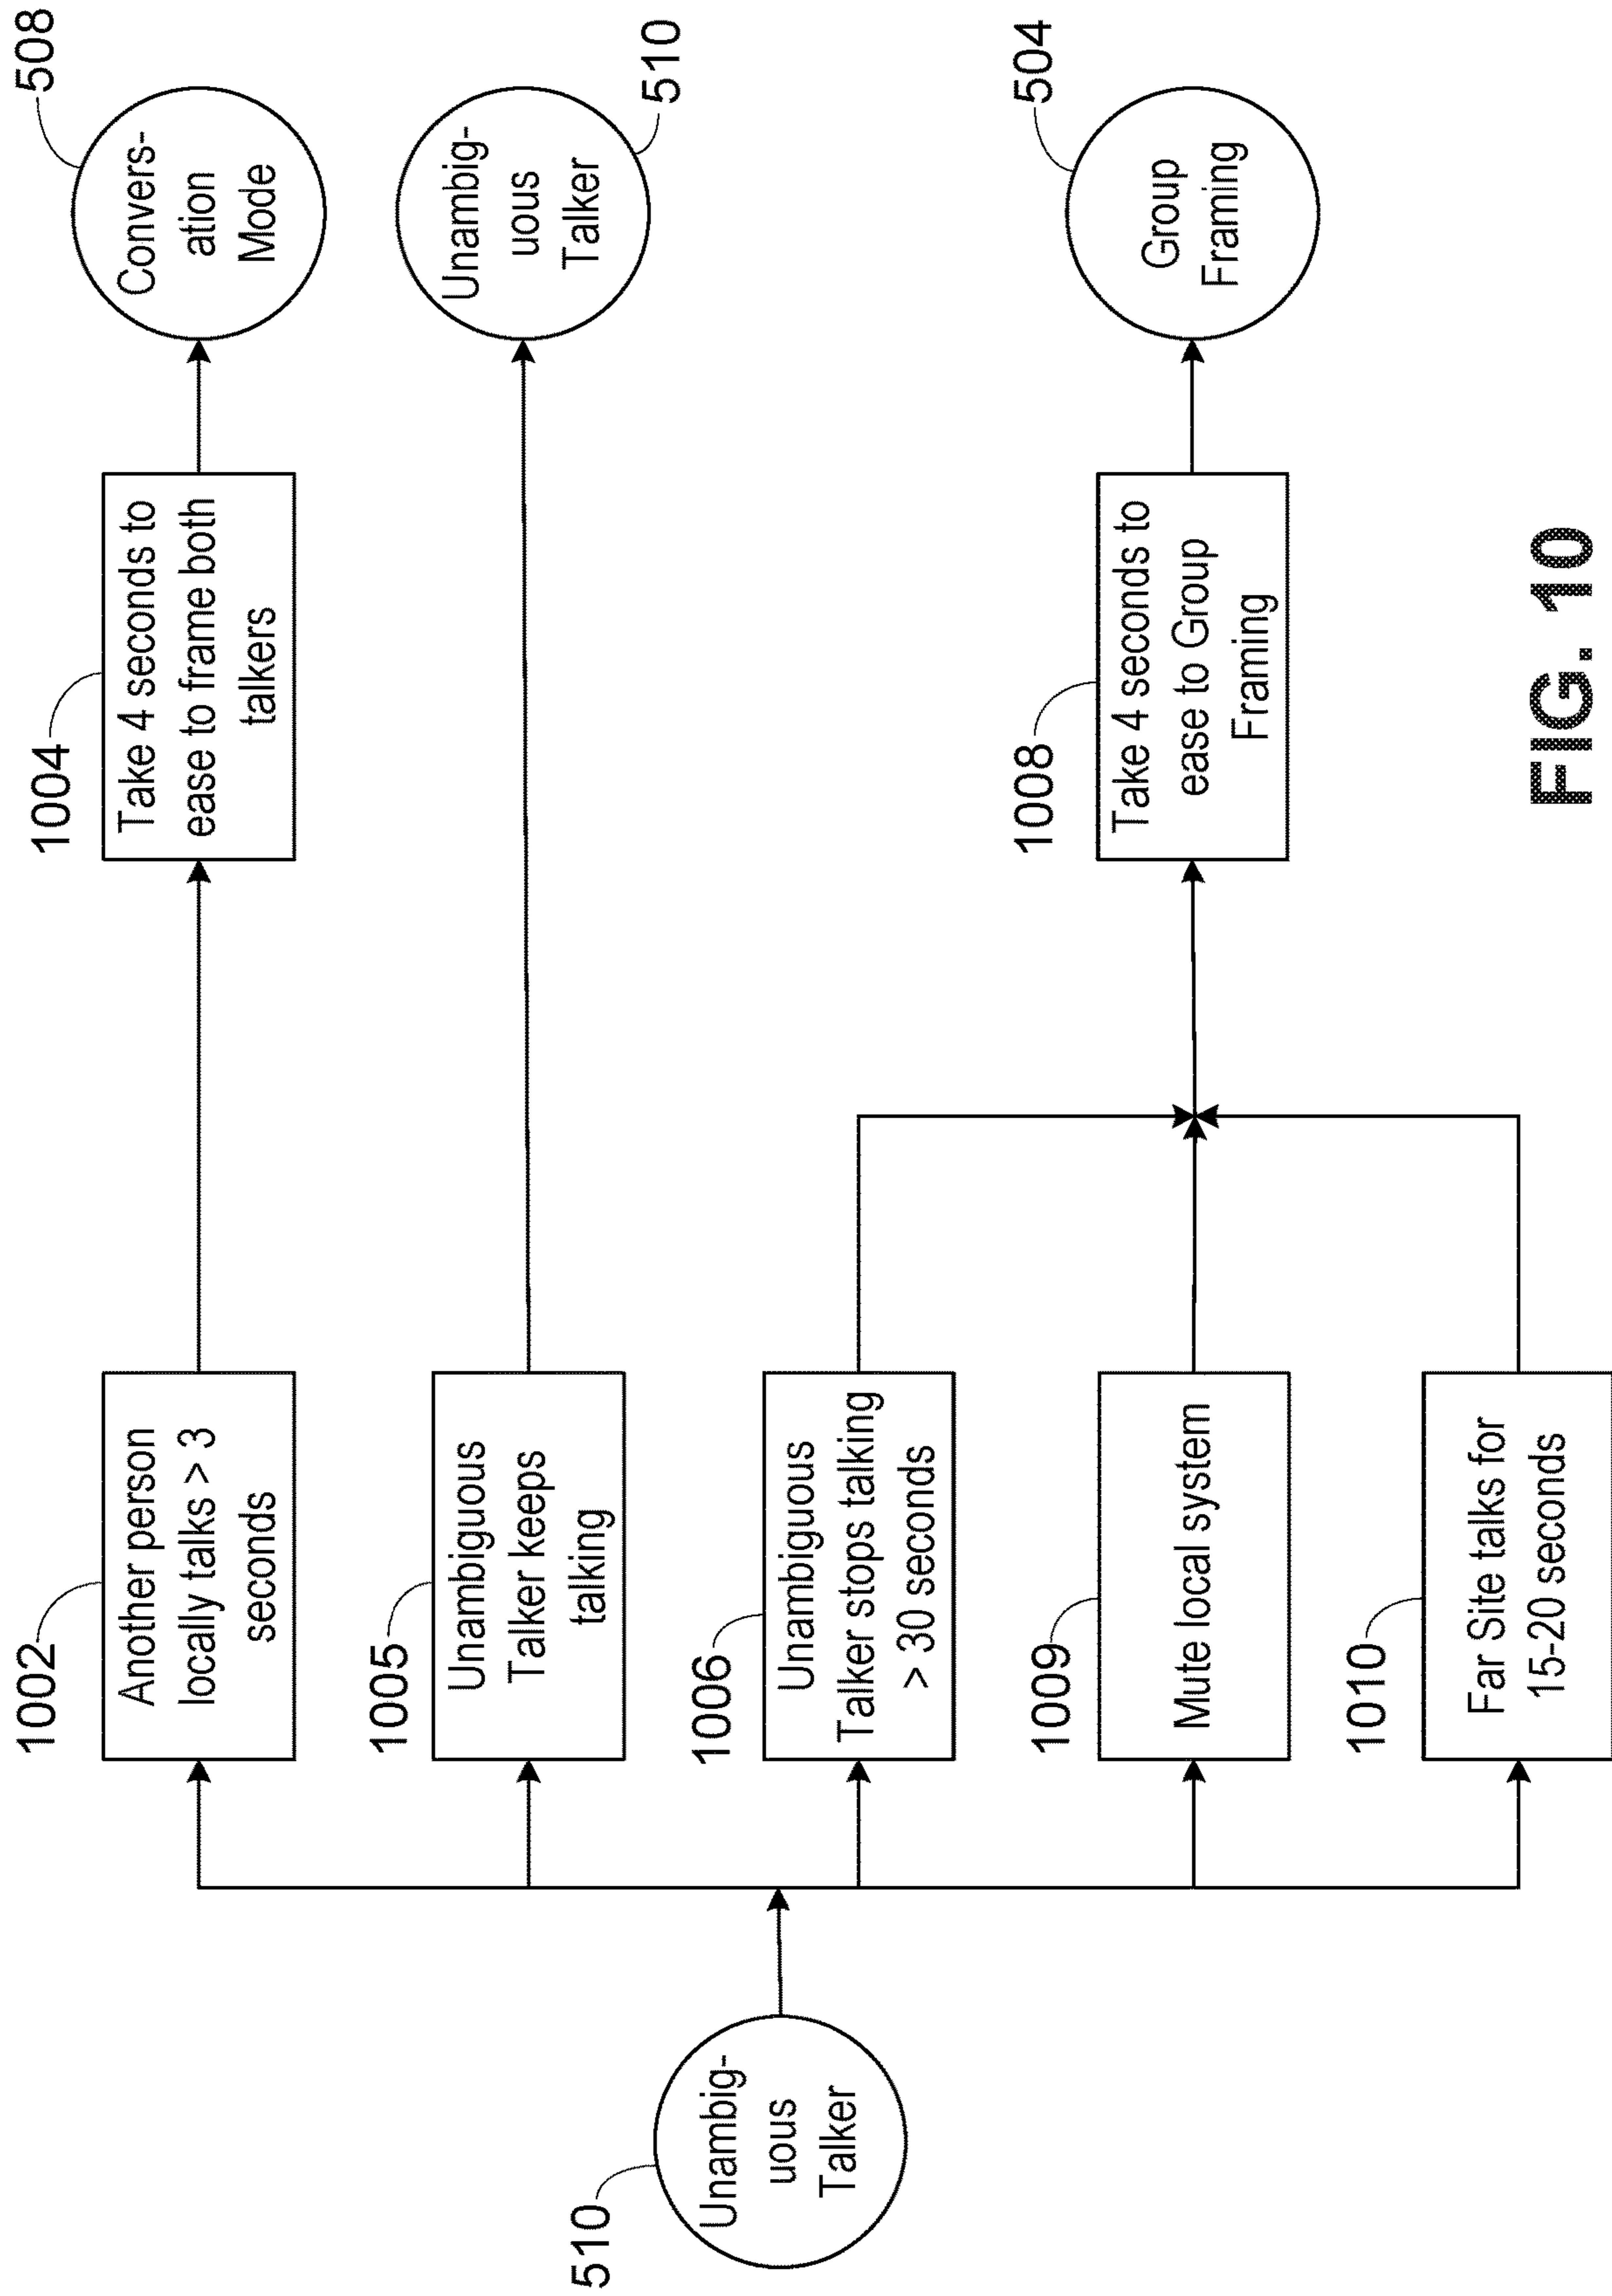 510
Unambig-
uous
Talker
1002
Another person
locally talks > 3
seconds
1004
Take 4 seconds to
ease to frame both
talkers
508
Convers-
ation
Mode
1005
Unambiguous
Talker keeps
talking
510
Unambig-
uous
Talker
1006
Unambiguous
Talker stops talking
> 30 seconds
1009
Mute local system
1010
Far Site talks for
15-20 seconds
1008
Take 4 seconds to
ease to Group
Framing
504
Group
Framing
FIG. 10